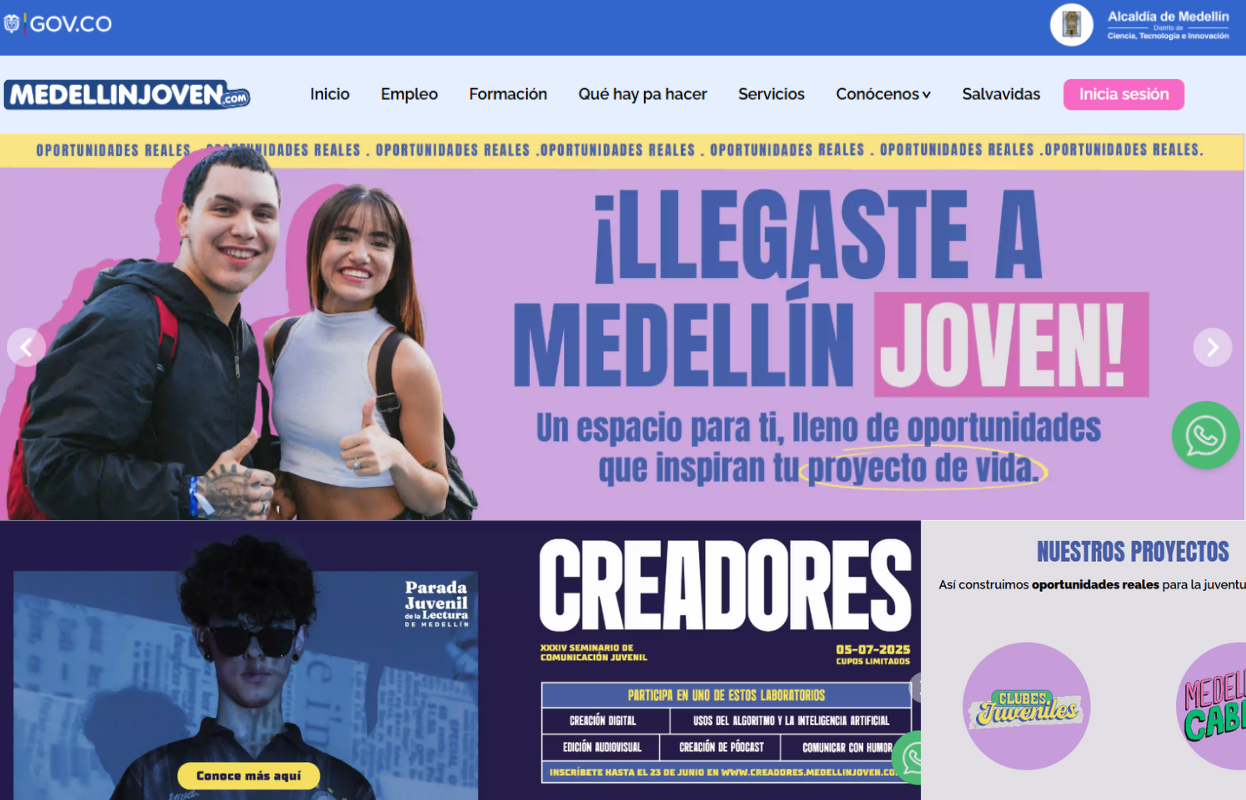 GOV.CO
Alcaldía de Medellín
Distrito de
Ciencia, Tecnología e Innovación
MEDELLINJOVEN.COM
Inicio
Empleo
Formación
Qué hay pa hacer
Servicios
Conócenos
Salvavidas
Inicia sesión
OPORTUNIDADES REALES . OPORTUNIDADES REALES . OPORTUNIDADES REALES .OPORTUNIDADES REALES . OPORTUNIDADES REALES . OPORTUNIDADES REALES .OPORTUNIDADES REALES.
¡LLEGASTE A
MEDELLÍN JOVEN!
Un espacio para ti, lleno de oportunidades
que inspiran tu proyecto de vida.
Parada
Juvenil
de la Lectura
DE MEDELLÍN
Conoce más aquí
CREADORES
XXXIV SEMINARIO DE
COMUNICACIÓN JUVENIL
05-07-2025
CUPOS LIMITADOS
PARTICIPA EN UNO DE ESTOS LABORATORIOS
CREACIÓN DIGITAL
USOS DEL ALGORITMO Y LA INTELIGENCIA ARTIFICIAL
EDICIÓN AUDIOVISUAL
CREACIÓN DE PÓDCAST
COMUNICAR CON HUMOR
INSCRÍBETE HASTA EL 23 DE JUNIO EN WWW.CREADORES.MEDELLINJOVEN.CO
NUESTROS PROYECTOS
Así construimos oportunidades reales para la juventu
CLUBES
Juveniles
MEDELL
CAB